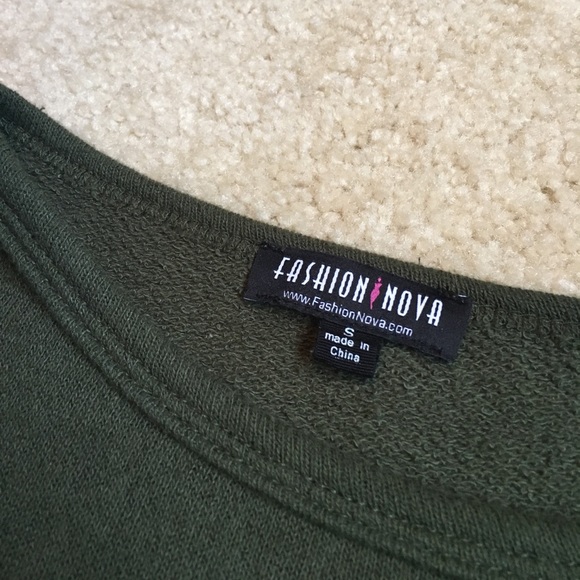 FASHION NOVA
www.FashionNova.com
S
made in
China